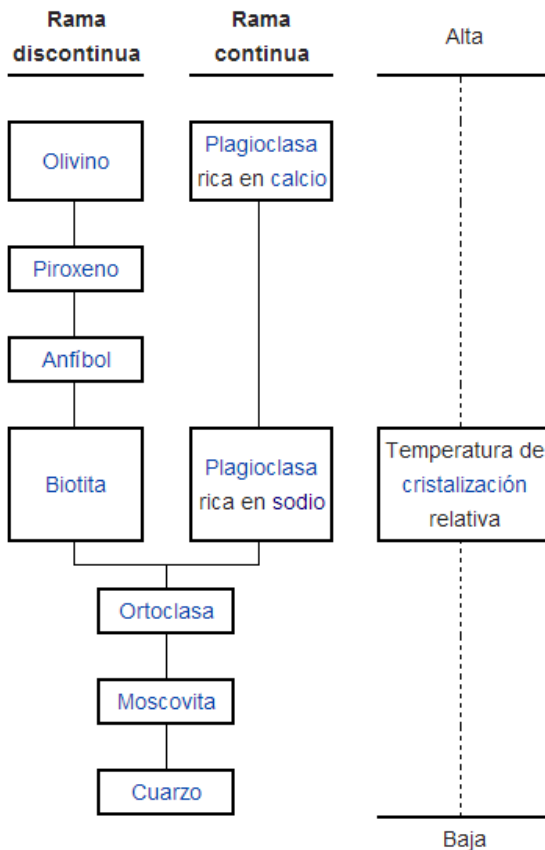 Rama
discontinua
Rama
continua
Alta
Olivino
Plagioclasa
rica en calcio
Piroxeno
Anfíbol
Biotita
Plagioclasa
rica en sodio
Temperatura de
cristalización
relativa
Ortoclasa
Moscovita
Cuarzo
Baja